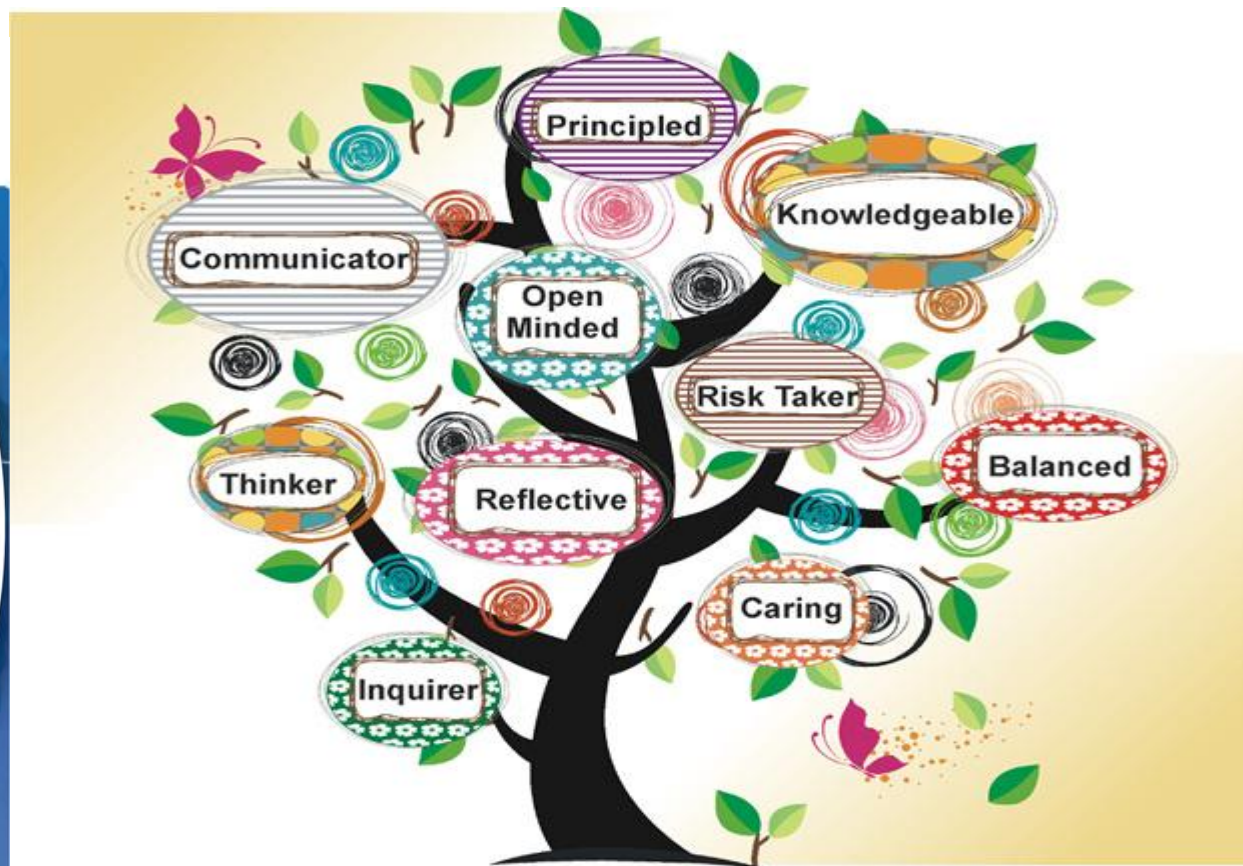 Principled
Knowledgeable
Communicator
Open
Minded
Risk Taker
Balanced
Thinker
Reflective
Caring
Inquirer